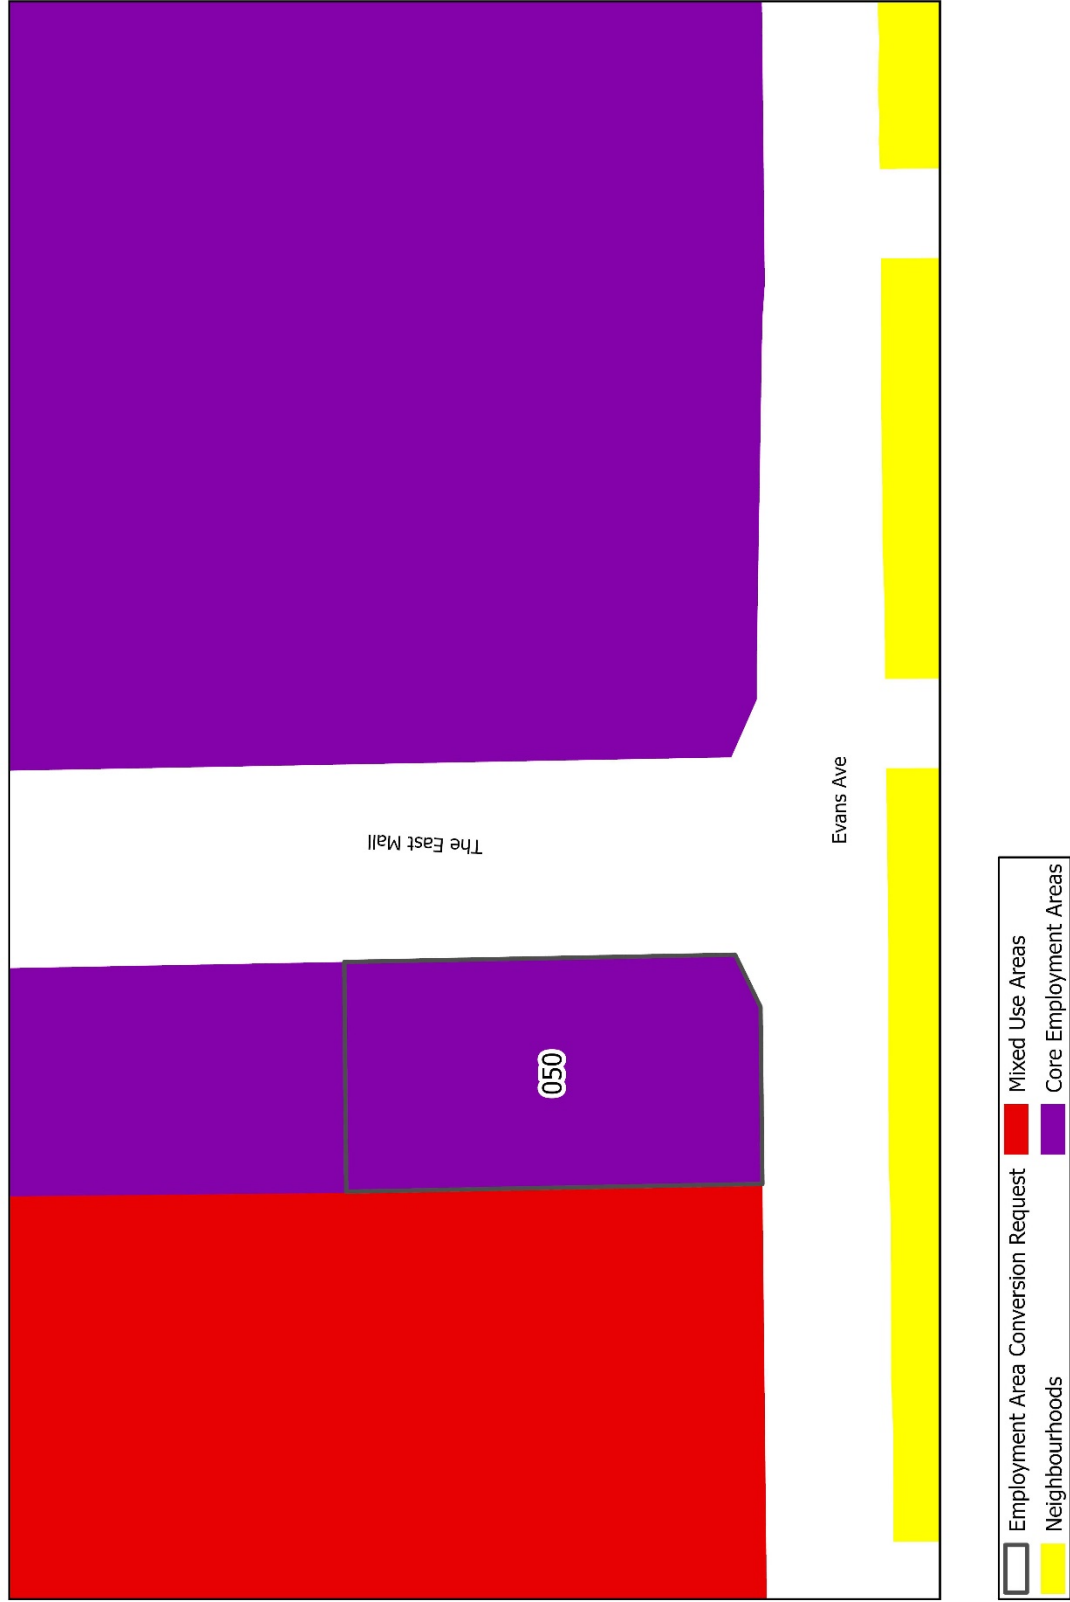 The East Mall
050
Evans Ave
Employment Area Conversion Request
Mixed Use Areas
Neighbourhoods
Core Employment Areas